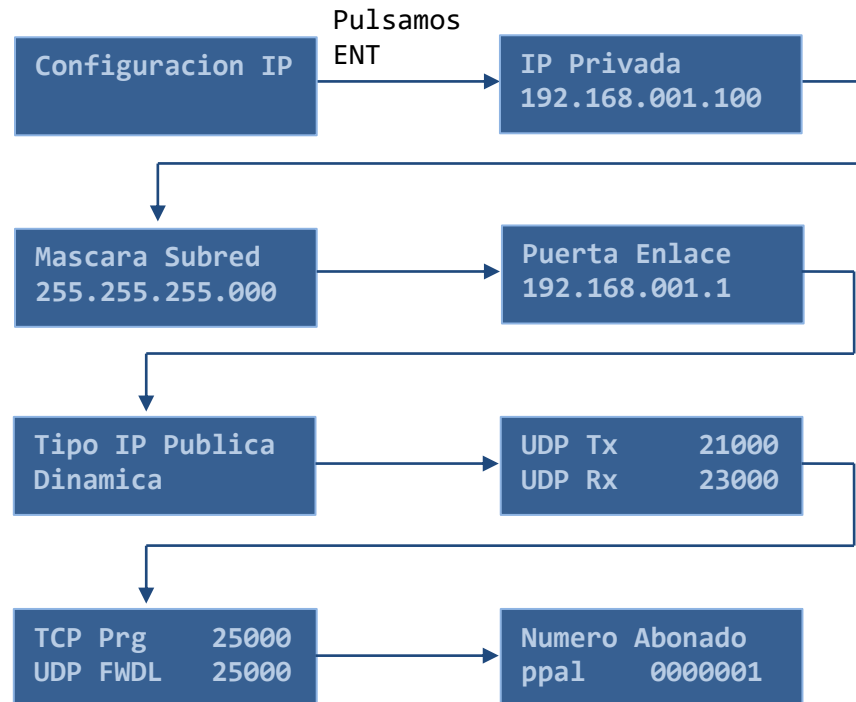 Pulsamos
ENT
Configuracion IP
IP Privada
192.168.001.100
Mascara Subred
255.255.255.000
Puerta Enlace
192.168.001.1
Tipo IP Publica
Dinamica
UDP Tx 21000
UDP Rx 23000
TCP Prg 25000
UDP FWDL 25000
Numero Abonado
ppal 0000001